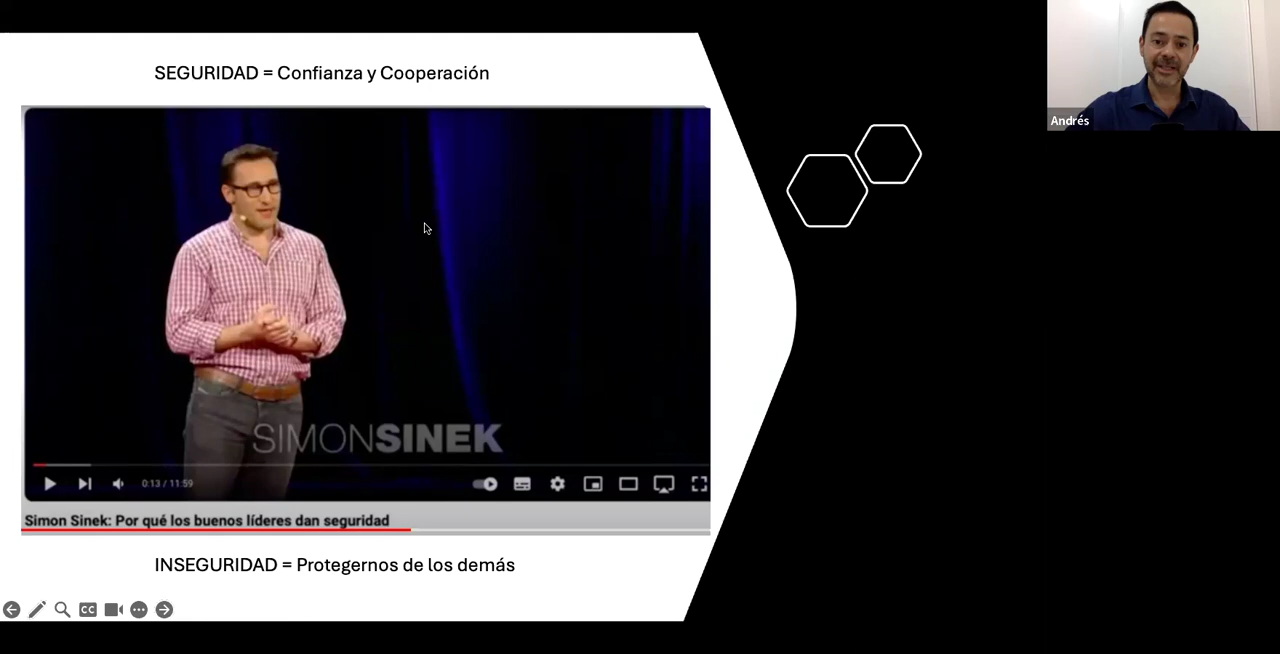 SEGURIDAD = Confianza y Cooperación
Andrés
SIMONSINEK
0:13 / 11:59
Simon Sinek: Por qué los buenos líderes dan seguridad
INSEGURIDAD = Protegernos de los demás
CC